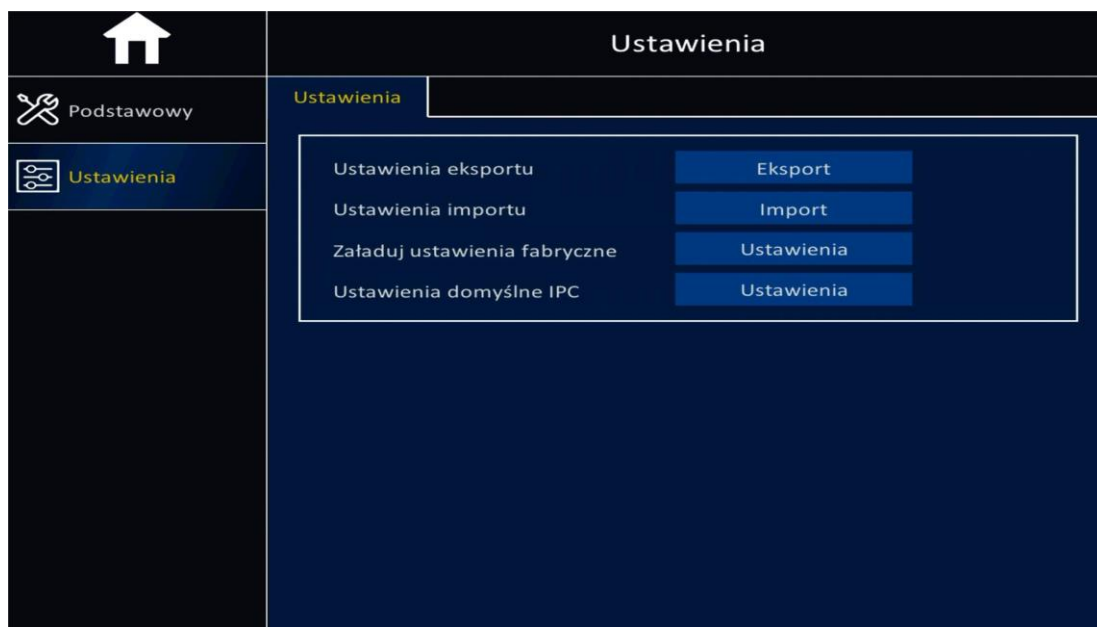 Ustawienia
Podstawowy
Ustawienia
Ustawienia
Ustawienia eksportu Eksport
Ustawienia importu Import
Załaduj ustawienia fabryczne Ustawienia
Ustawienia domyślne IPC Ustawienia